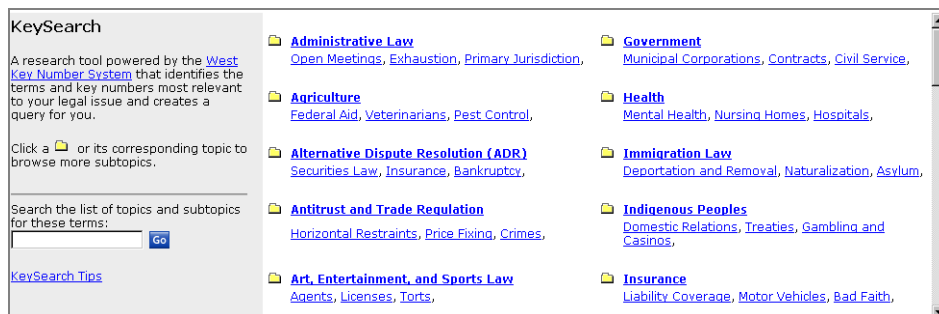 KeySearch
A research tool powered by the West
Key Number System that identifies the
terms and key numbers most relevant
to your legal issue and creates a
query for you.
Click a or its corresponding topic to
browse more subtopics.
Search the list of topics and subtopics
for these terms:
Go
KeySearch Tips
Administrative Law
Open Meetings, Exhaustion, Primary Jurisdiction,
Agriculture
Federal Aid, Veterinarians, Pest Control,
Alternative Dispute Resolution (ADR)
Securities Law, Insurance, Bankruptcy,
Antitrust and Trade Regulation
Horizontal Restraints, Price Fixing, Crimes,
Art, Entertainment, and Sports Law
Agents, Licenses, Torts,
Government
Municipal Corporations, Contracts, Civil Service,
Health
Mental Health, Nursing Homes, Hospitals,
Immigration Law
Deportation and Removal, Naturalization, Asylum,
Indigenous Peoples
Domestic Relations, Treaties, Gambling and
Casinos,
Insurance
Liability Coverage, Motor Vehicles, Bad Faith,